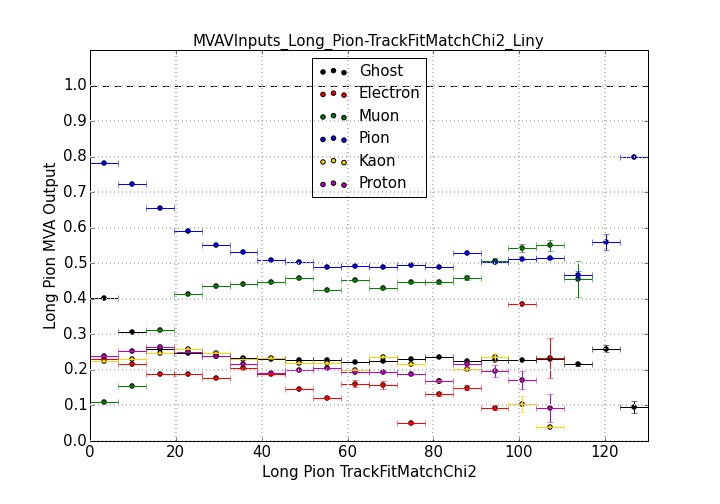 MVAVInputs_Long_Pion-TrackFitMatchChi2_Liny
Ghost
Electron
Muon
Pion
Kaon
Proton
1.0
0.9
0.8
0.7
0.6
0.5
0.4
0.3
0.2
0.1
0.0
Long Pion MVA Output
0 20 40 60 80 100 120
Long Pion TrackFitMatchChi2